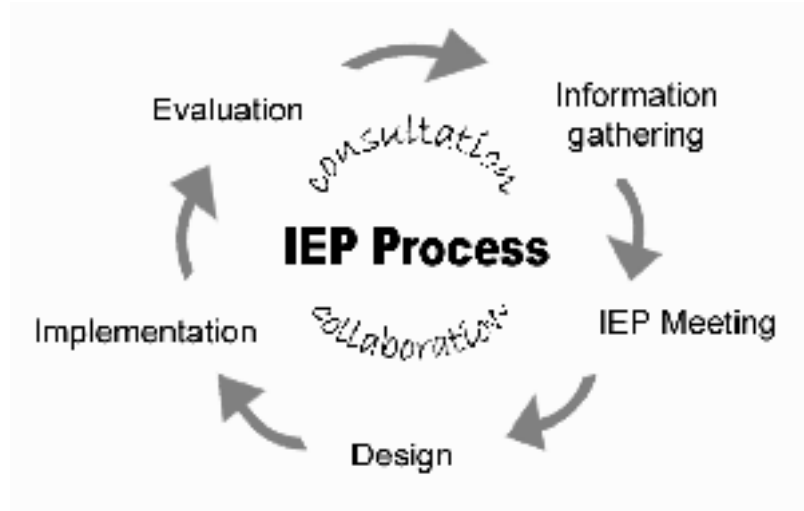 Evaluation
Information
gathering
consultation
IEP Process
collaboration
Implementation
IEP Meeting
Design